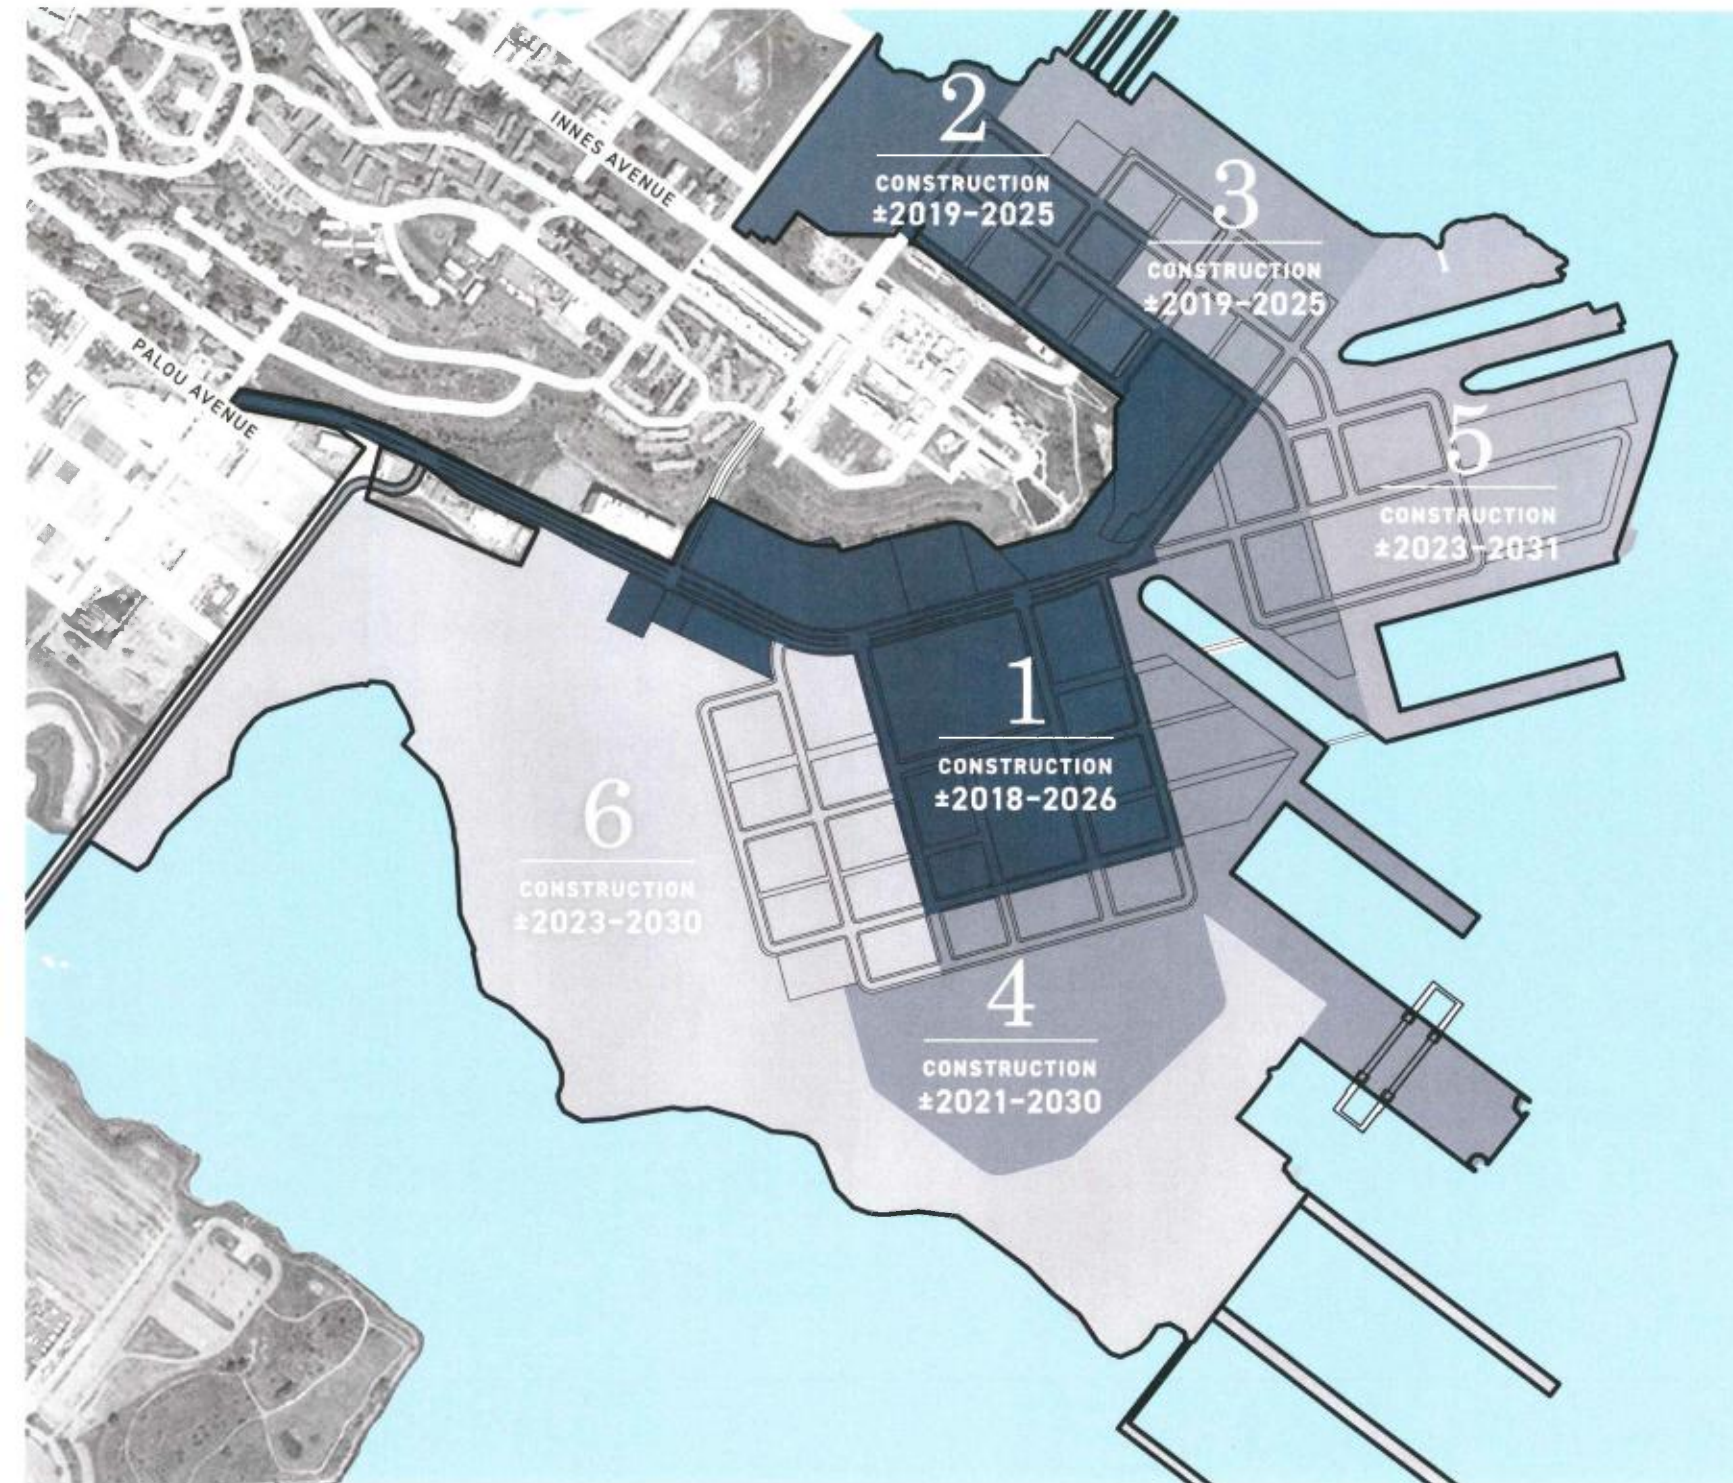 INNES AVENUE
PALOU AVENUE
2
CONSTRUCTION
±2019–2025
3
CONSTRUCTION
±2019–2025
5
CONSTRUCTION
±2023–2031
1
CONSTRUCTION
±2018–2026
6
CONSTRUCTION
±2023–2030
4
CONSTRUCTION
±2021–2030